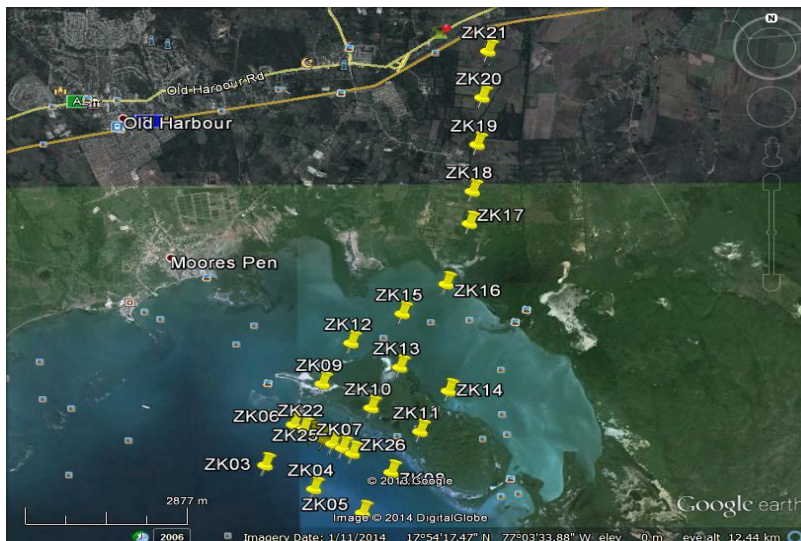 ZK21
Old Harbour Rd
ZK20
Old Harbour
ZK19
ZK18
ZK17
Moores Pen
ZK16
ZK15
ZK12
ZK13
ZK09
ZK14
ZK10
ZK06 ZK22
ZK11
ZK25 ZK07
ZK26
ZK03
ZK04
ZK08
© 2013 Google
2877 m
ZK05
Google earth
Image © 2014 DigitalGlobe
2006
Imagery Date: 1/11/2014 17°54'17.47" N 77°03'33.88" W elev 0 m eye alt 12.44 km